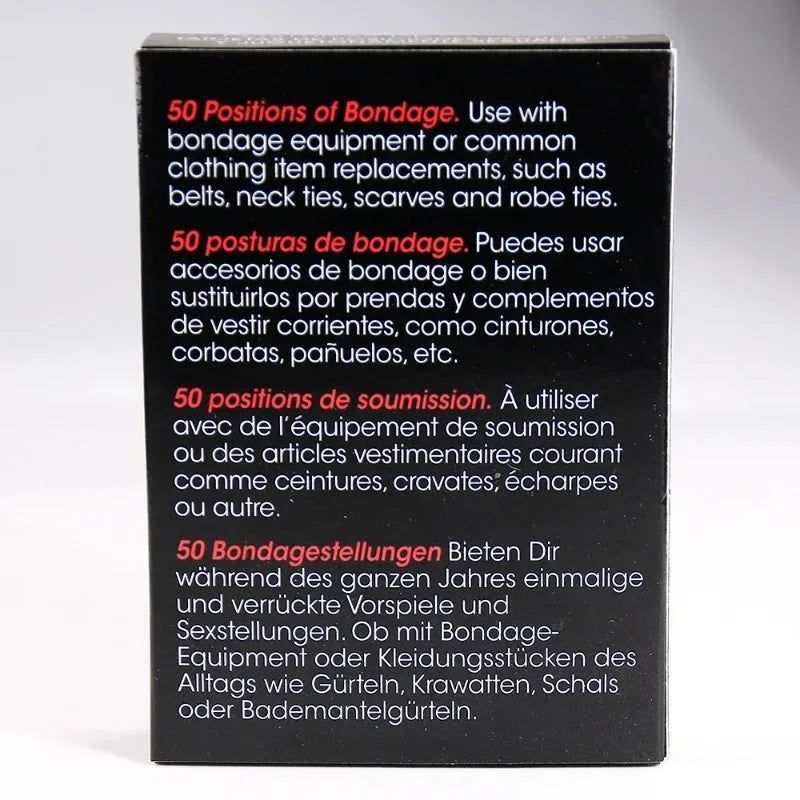 50 Positions of Bondage. Use with
bondage equipment or common
clothing item replacements, such as
belts, neck ties, scarves and robe ties.
50 posturas de bondage. Puedes usar
accesorios de bondage o bien
sustituirlos por prendas y complementos
de vestir corrientes, como cinturones,
corbatas, pañuelos, etc.
50 positions de soumission. À utiliser
avec de l'équipement de soumission
ou des articles vestimentaires courant
comme ceintures, cravates, écharpes
ou autre.
50 Bondagestellungen Bieten Dir
während des ganzen Jahres einmalige
und verrückte Vorspiele und
Sexstellungen. Ob mit Bondage-
Equipment oder Kleidungsstücken des
Alltags wie Gürteln, Krawatten, Schals
oder Bademantelgürteln.